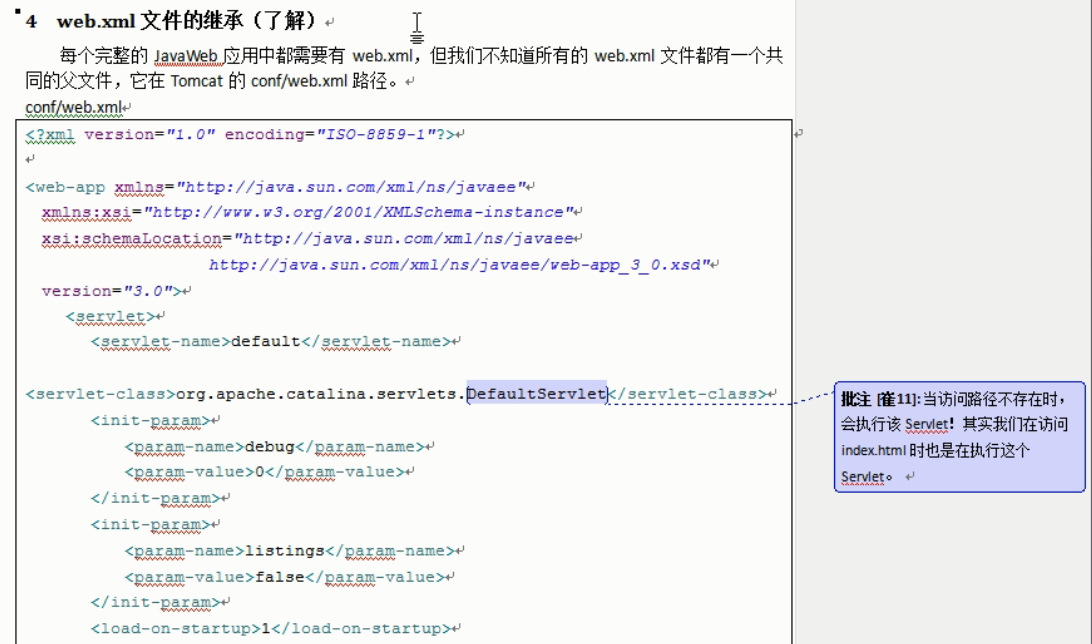 4 web.xml 文件的继承（了解）
每个完整的 JavaWeb 应用中都需要有 web.xml，但我们不知道所有的 web.xml 文件都有一个共
同的父文件，它在 Tomcat 的 conf/web.xml 路径。
conf/web.xml
<?xml version="1.0" encoding="ISO-8859-1"?>
<web-app xmlns="http://java.sun.com/xml/ns/javaee"
xmlns:xsi="http://www.w3.org/2001/XMLSchema-instance"
xsi:schemaLocation="http://java.sun.com/xml/ns/javaee
http://java.sun.com/xml/ns/javaee/web-app_3_0.xsd"
version="3.0">
<servlet>
<servlet-name>default</servlet-name>
<servlet-class>org.apache.catalina.servlets.DefaultServlet</servlet-class>
<init-param>
<param-name>debug</param-name>
<param-value>0</param-value>
</init-param>
<init-param>
<param-name>listings</param-name>
<param-value>false</param-value>
</init-param>
<load-on-startup>1</load-on-startup>
批注 [崔11]:当访问路径不存在时，
会执行该 Servlet！其实我们在访问
index.html 时也是在执行这个
Servlet。